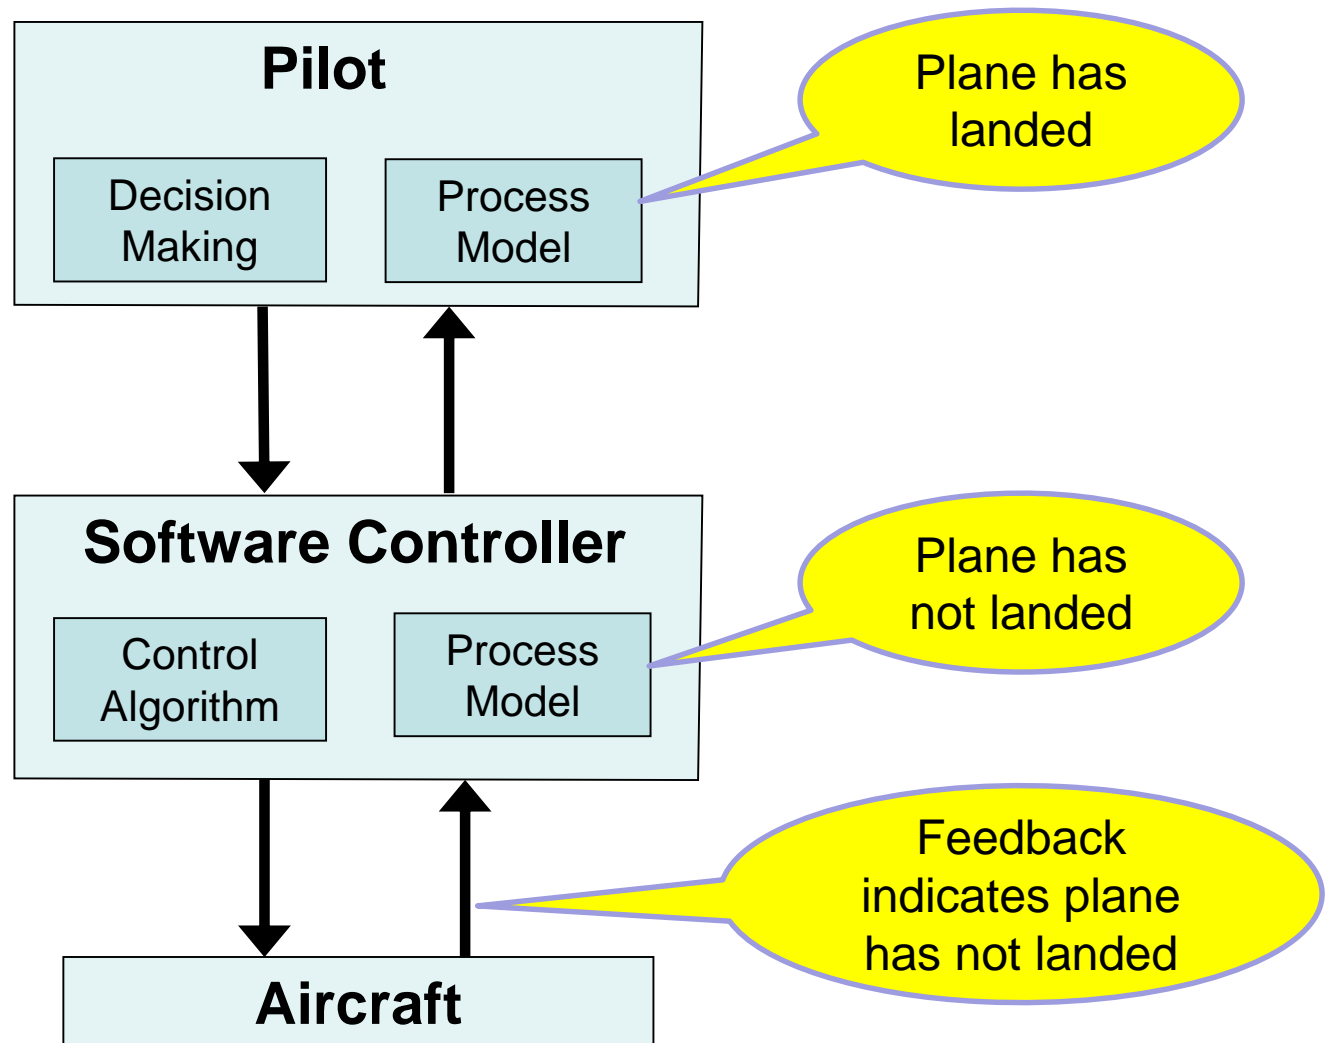 Pilot
Plane has
landed
Decision
Making
Process
Model
Software Controller
Plane has
not landed
Control
Algorithm
Process
Model
Feedback
indicates plane
has not landed
Aircraft